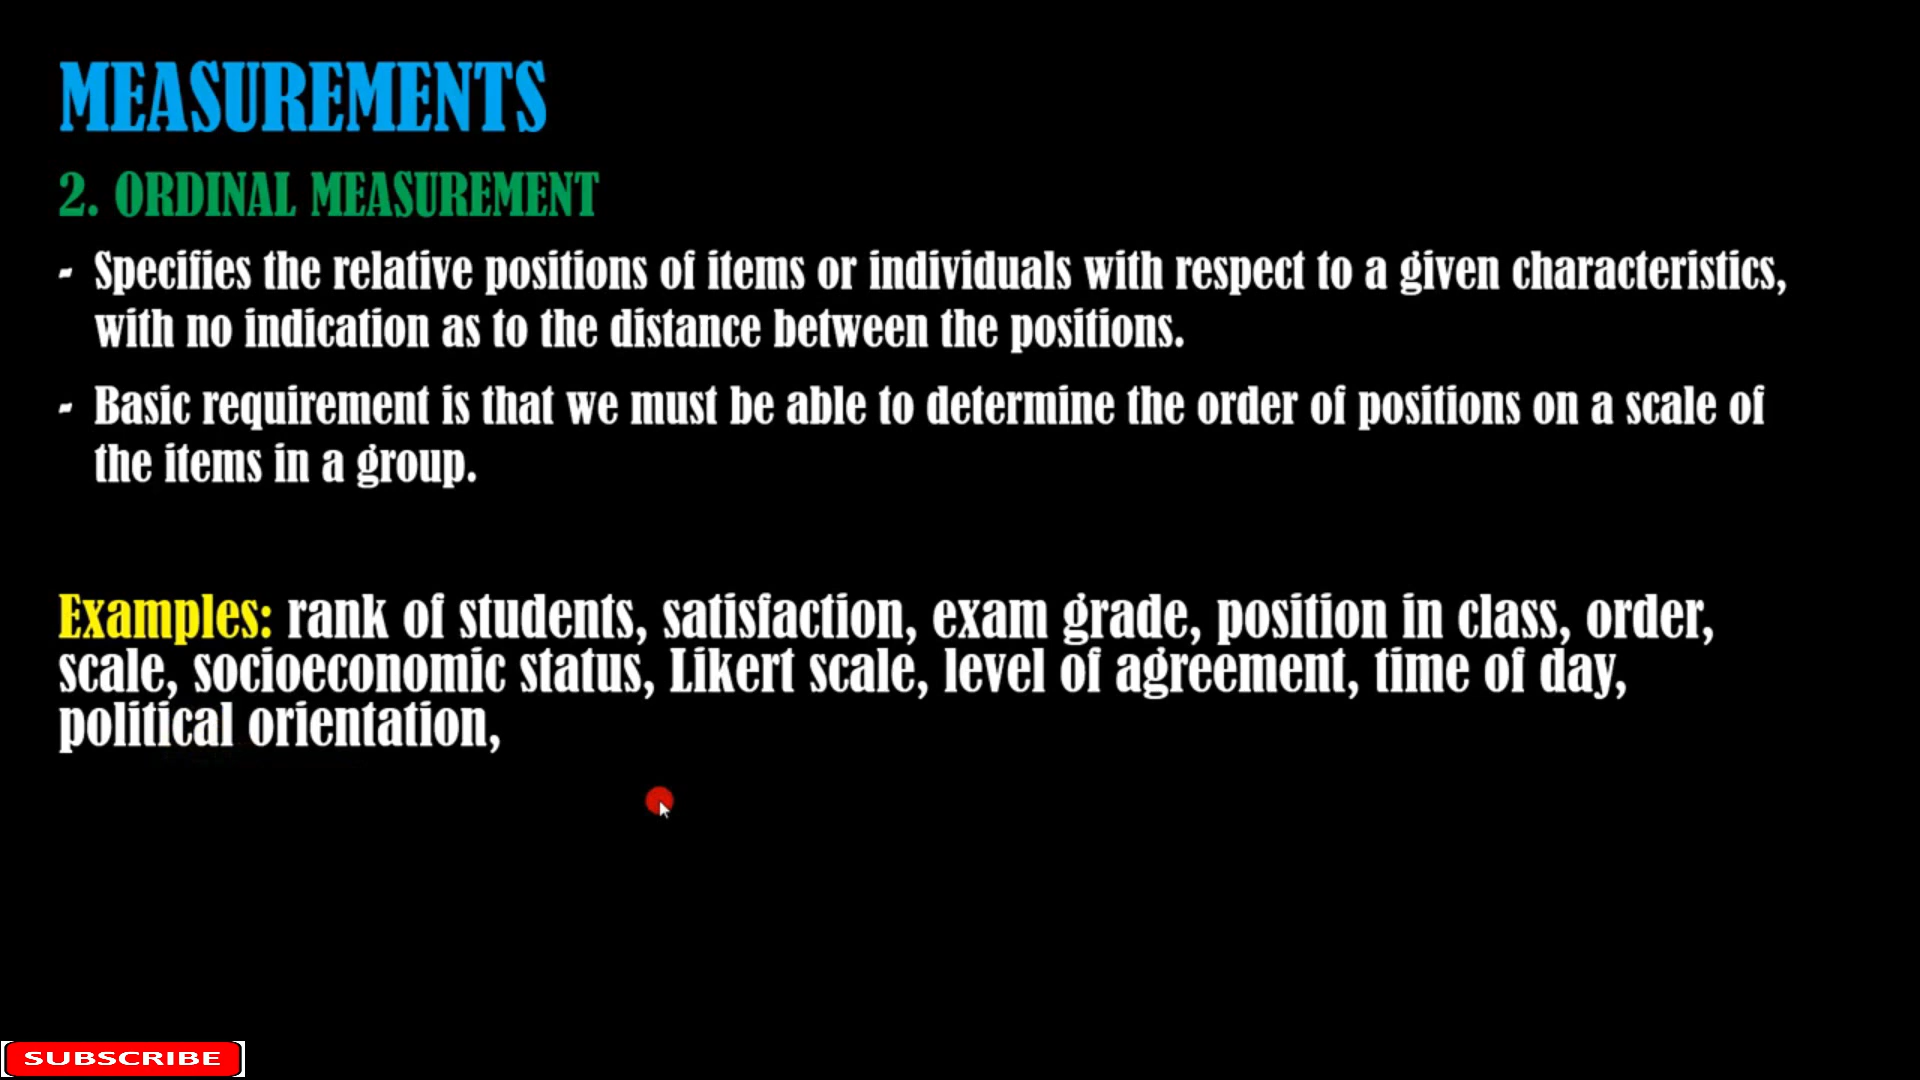 MEASUREMENTS
2. ORDINAL MEASUREMENT
- Specifies the relative positions of items or individuals with respect to a given characteristics,
with no indication as to the distance between the positions.
- Basic requirement is that we must be able to determine the order of positions on a scale of
the items in a group.
Examples: rank of students, satisfaction, exam grade, position in class, order,
scale, socioeconomic status, Likert scale, level of agreement, time of day,
political orientation,
SUBSCRIBE